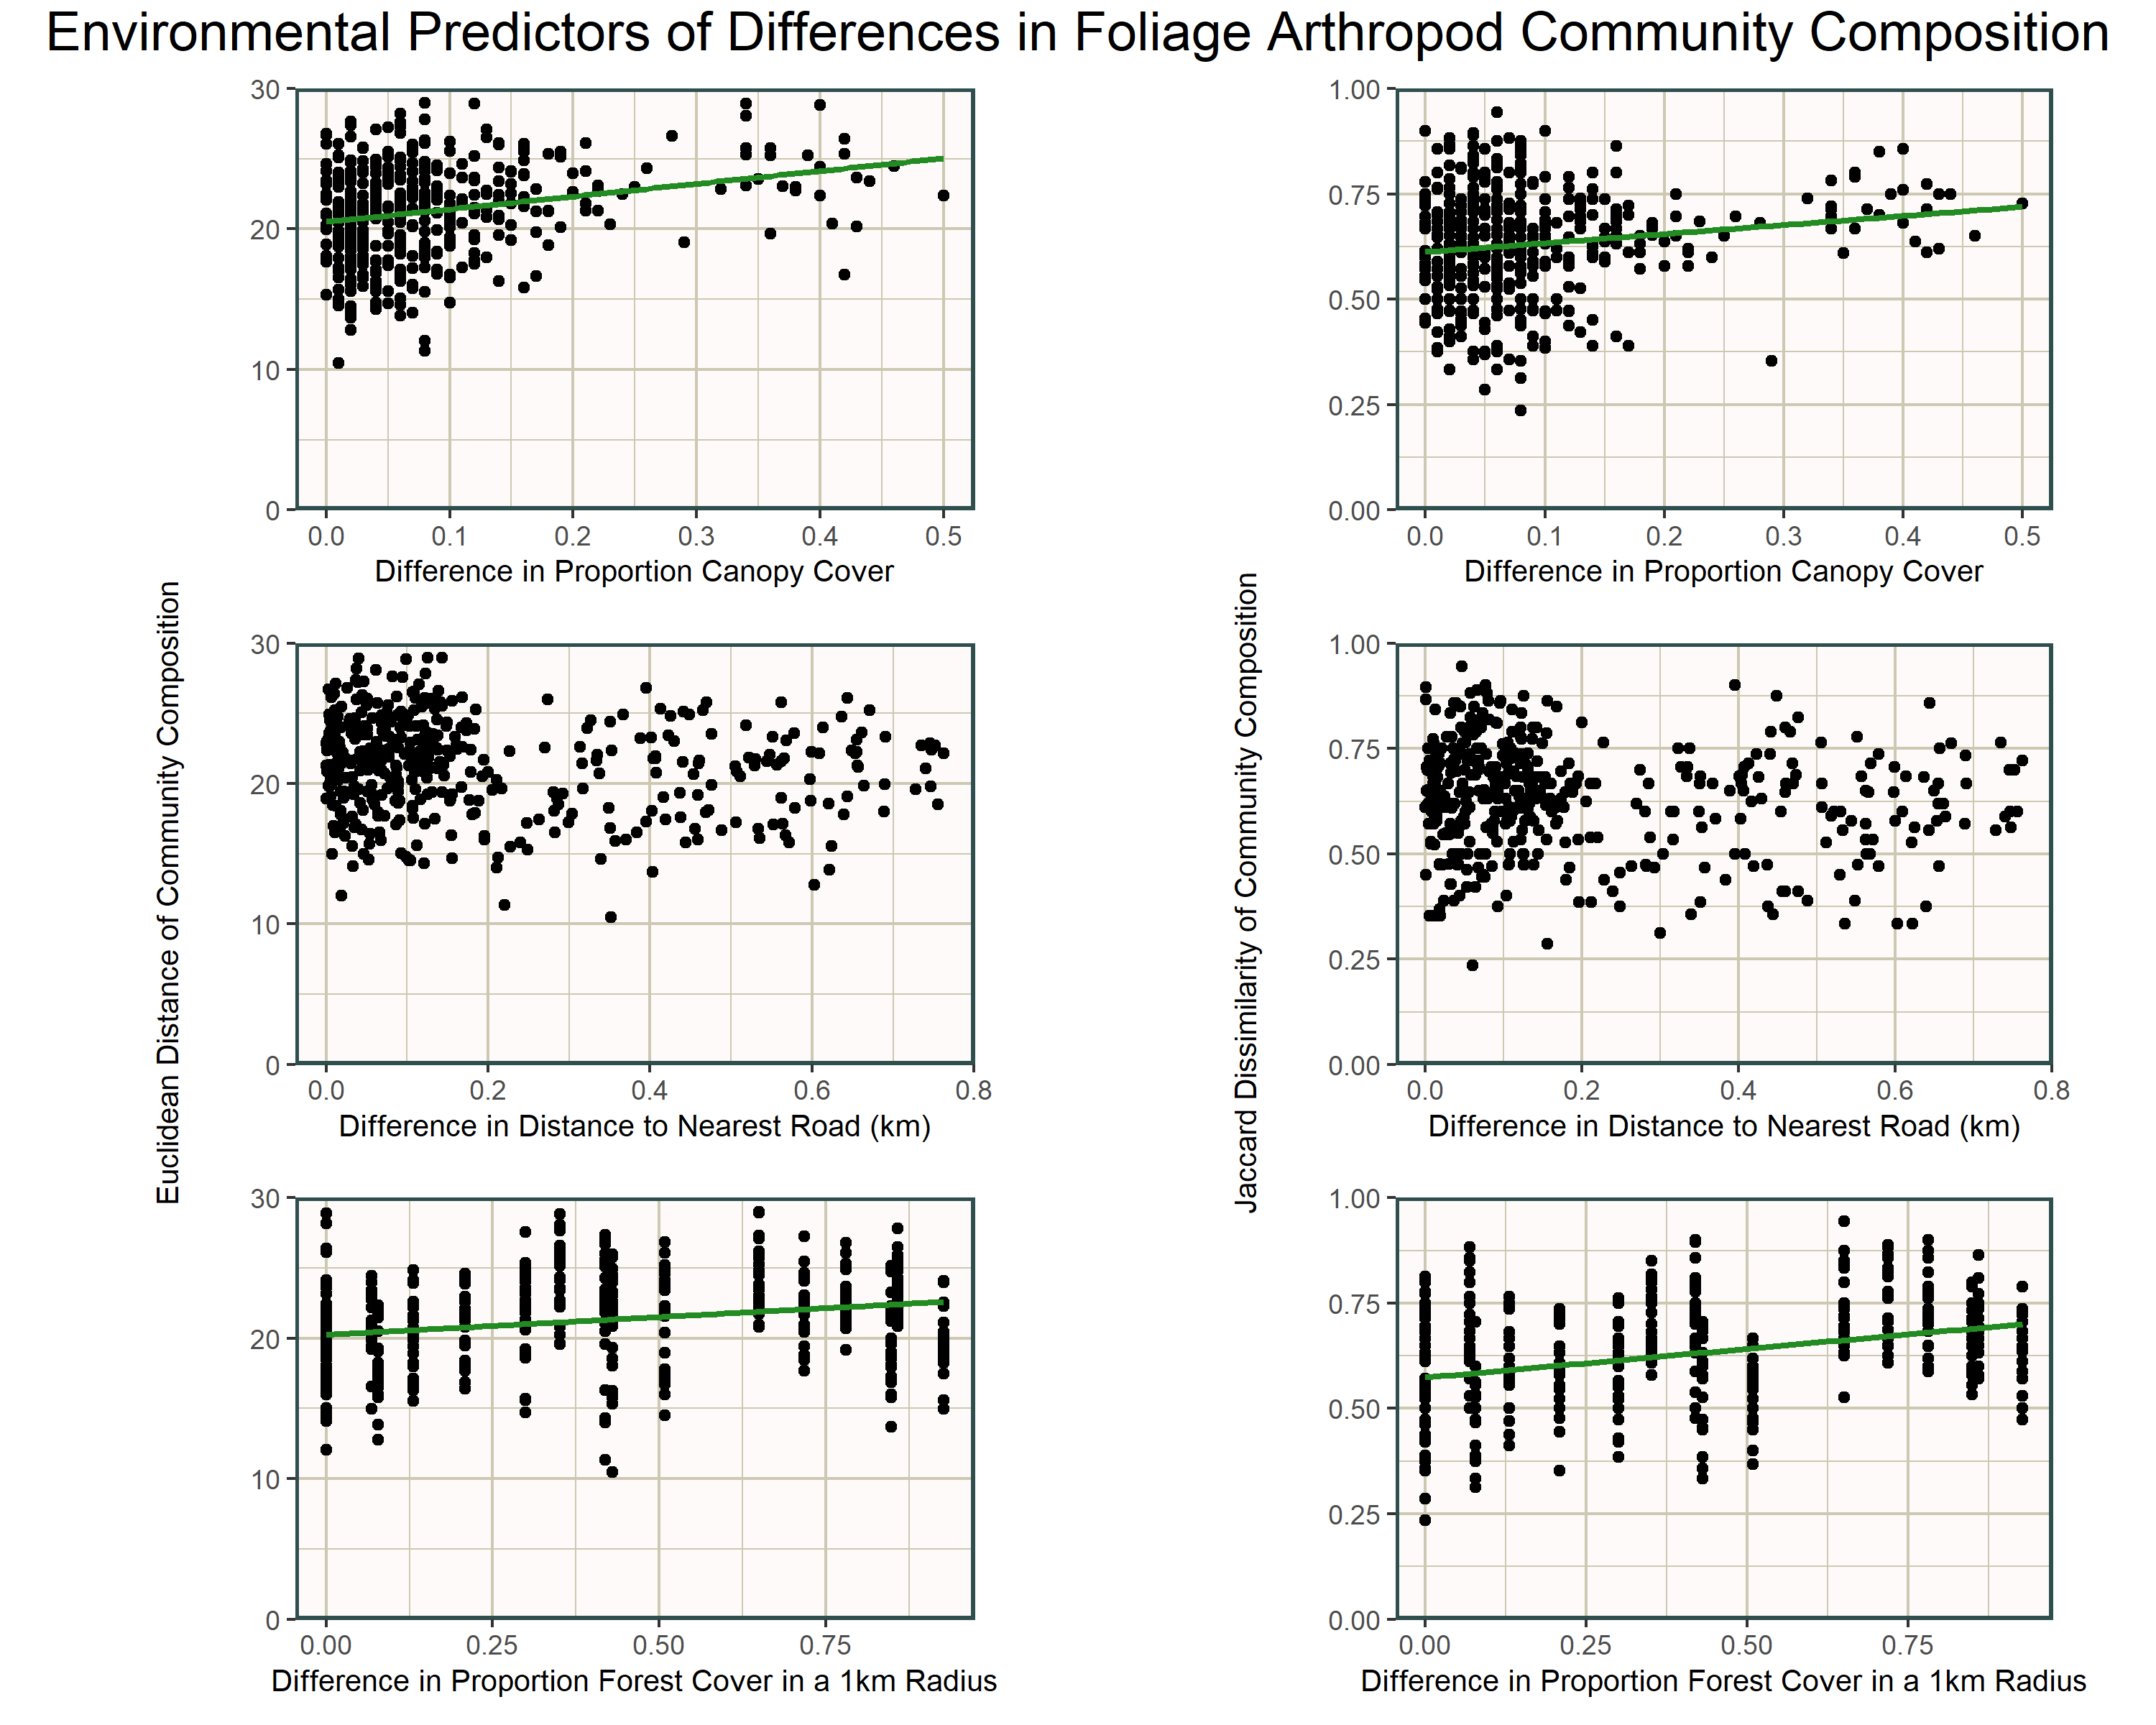 Environmental Predictors of Differences in Foliage Arthropod Community Composition
Euclidean Distance of Community Composition
30
20
10
0
0.0 0.1 0.2 0.3 0.4 0.5
Difference in Proportion Canopy Cover
30
20
10
0
0.0 0.2 0.4 0.6 0.8
Difference in Distance to Nearest Road (km)
30
20
10
0
0.00 0.25 0.50 0.75
Difference in Proportion Forest Cover in a 1km Radius
Jaccard Dissimilarity of Community Composition
1.00
0.75
0.50
0.25
0.00
0.0 0.1 0.2 0.3 0.4 0.5
Difference in Proportion Canopy Cover
1.00
0.75
0.50
0.25
0.00
0.0 0.2 0.4 0.6 0.8
Difference in Distance to Nearest Road (km)
1.00
0.75
0.50
0.25
0.00
0.00 0.25 0.50 0.75
Difference in Proportion Forest Cover in a 1km Radius